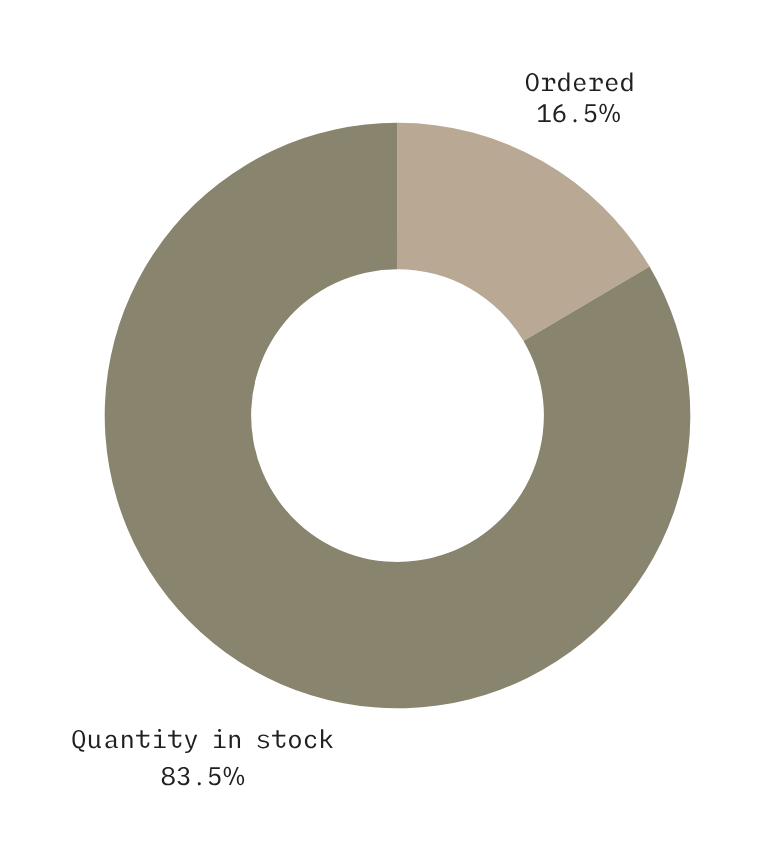 Ordered
16.5%
Quantity in stock
83.5%